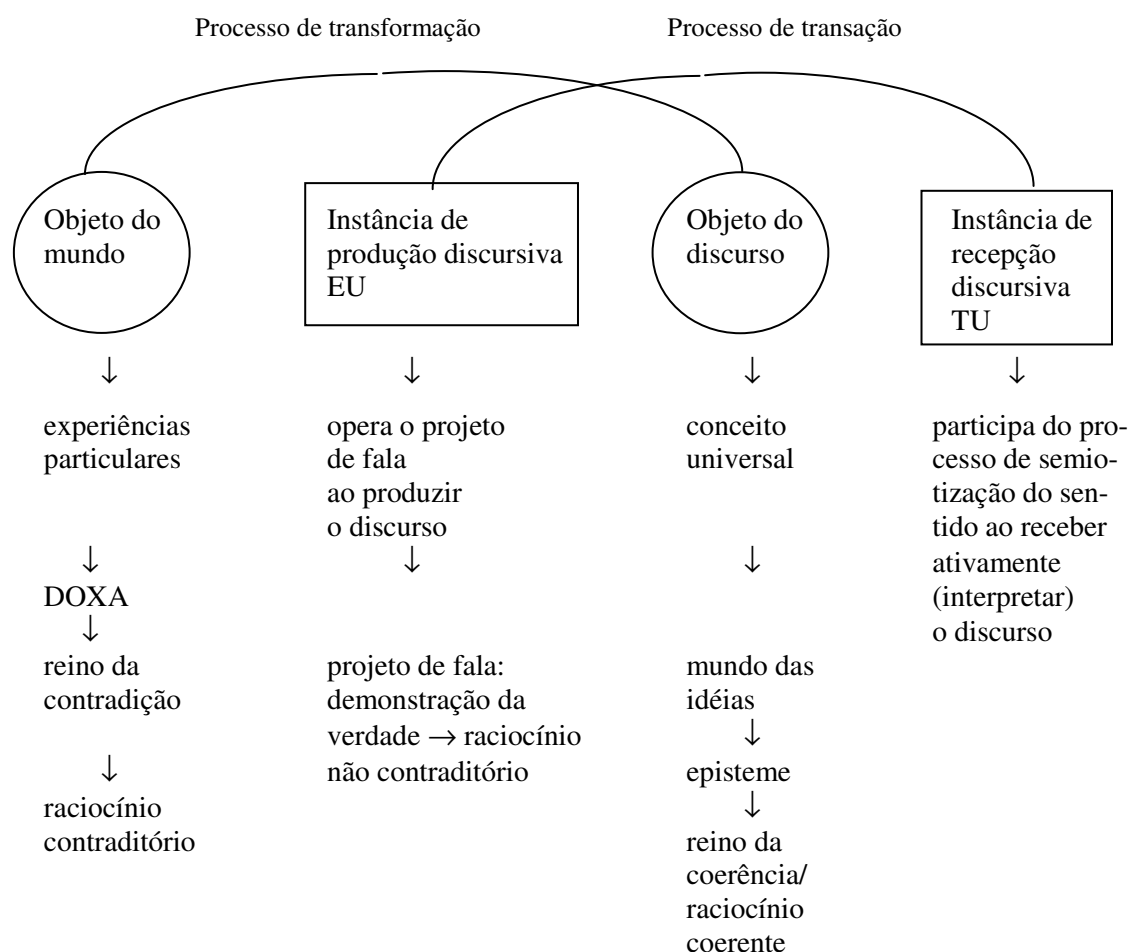 Processo de transformação
Processo de transação
Objeto do
mundo
Instância de
produção discursiva
EU
Objeto do
discurso
Instância de
recepção
discursiva
TU
↓
↓
↓
↓
experiências
particulares
↓
DOXA
↓
reino da
contradição
↓
raciocínio
contraditório
opera o projeto
de fala
ao produzir
o discurso
↓
projeto de fala:
demonstração da
verdade → raciocínio
não contraditório
conceito
universal
↓
mundo das
idéias
↓
episteme
↓
reino da
coerência/
raciocínio
coerente
participa do pro-
cesso de semio-
tização do sen-
tido ao receber
ativamente
(interpretar)
o discurso